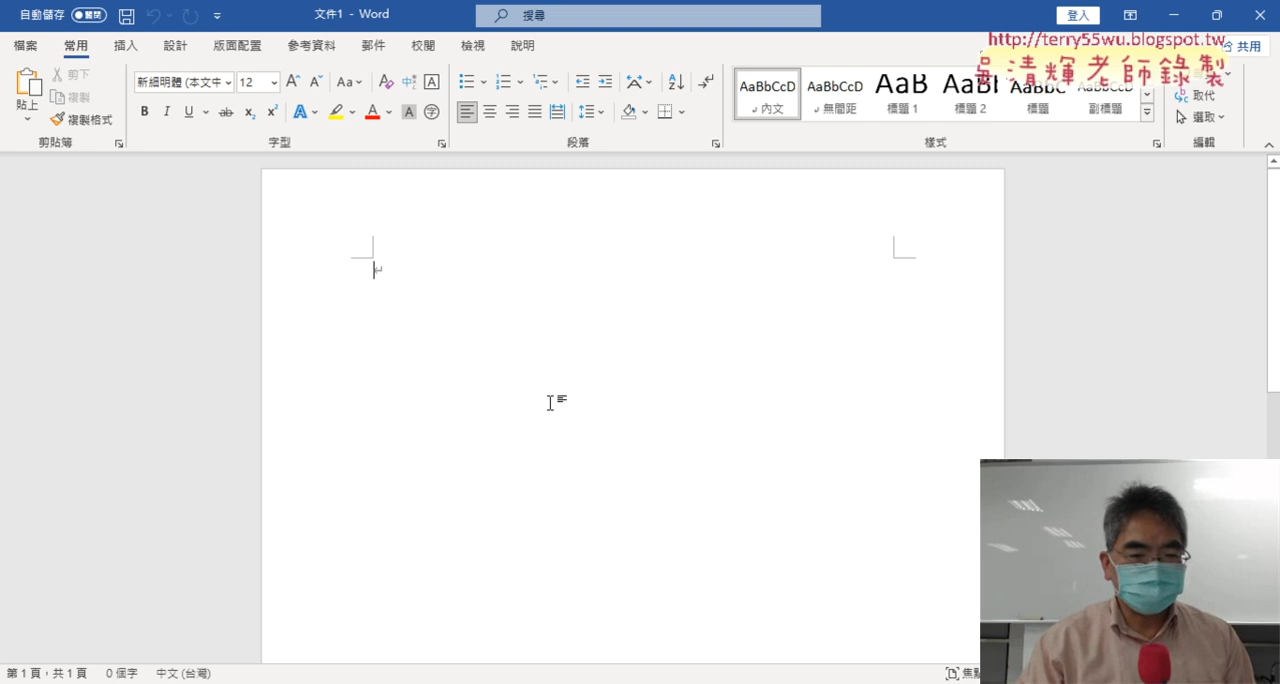 自動儲存 關閉 文件1 - Word 搜尋 登入
檔案 常用 插入 設計 版面配置 參考資料 郵件 校閱 檢視 說明 共用
http://terry55wu.blogspot.tw
吳清輝老師錄製
貼上 剪下 複製 複製格式
新細明體 (本文中 12 Aa A
B I U ab x₂ x² A A A 字
AaBbCcD AaBbCcD AaB AaBl AaBbC AaBbCcD
內文 無間距 標題 1 標題 2 標題 副標題
取代
選取
剪貼簿 字型 段落 樣式 編輯
第 1 頁，共 1 頁 0 個字 中文 (台灣)